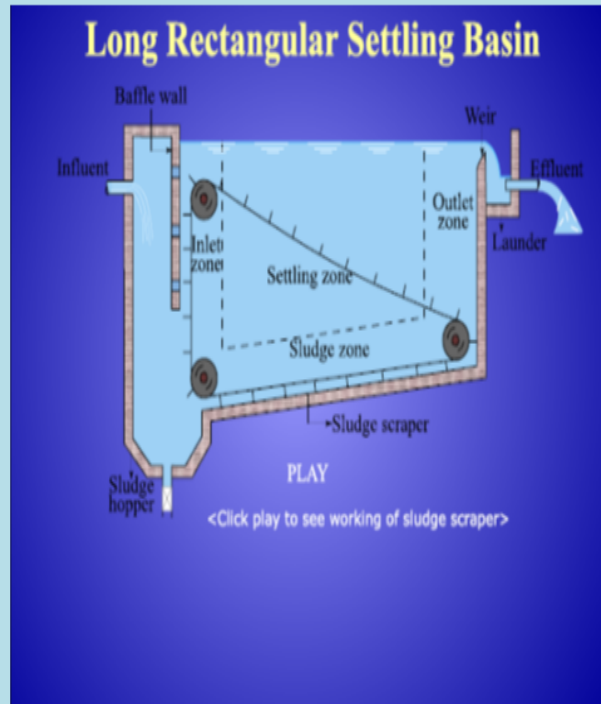 Long Rectangular Settling Basin
Baffle wall
Weir
Influent
Effluent
Outlet
zone
Inlet
zone
Launder
Settling zone
Sludge zone
Sludge scraper
PLAY
Sludge
hopper
<Click play to see working of sludge scraper>